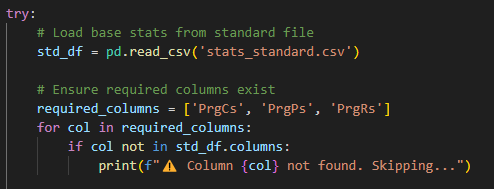 try:
# Load base stats from standard file
std_df = pd.read_csv('stats_standard.csv')
# Ensure required columns exist
required_columns = ['PrgCs', 'PrgPs', 'PrgRs']
for col in required_columns:
if col not in std_df.columns:
print(f"⚠️ Column {col} not found. Skipping...")